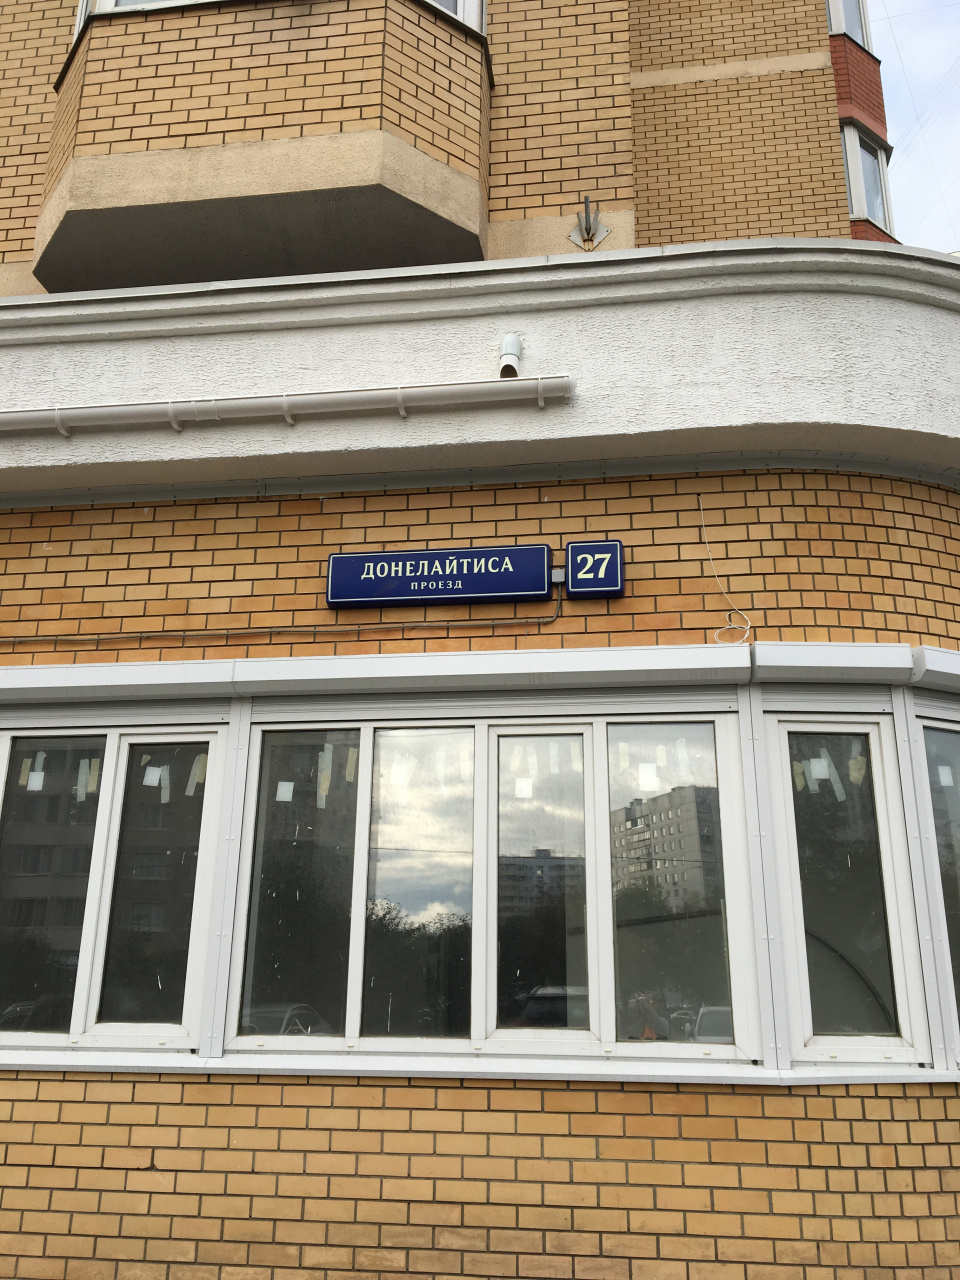 ДОНЕЛАЙТИСА
ПРОЕЗД
27